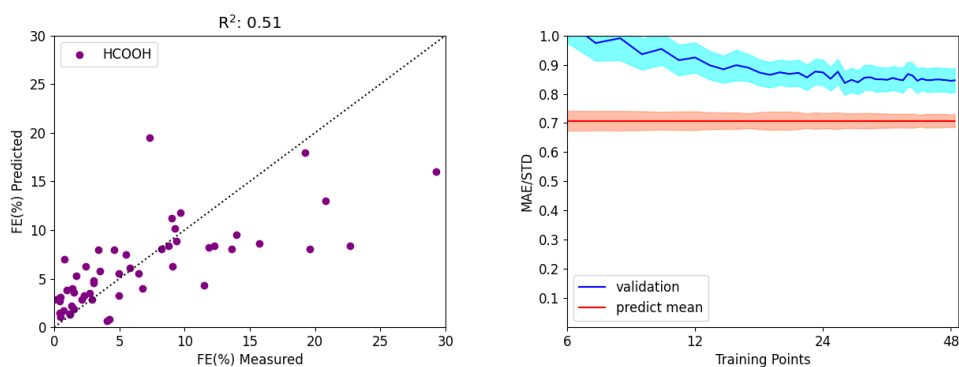 R²: 0.51
30
25
20
15
10
5
0
FE(%) Predicted
HCOOH
0 5 10 15 20 25 30
FE(%) Measured
1.0
0.9
0.8
0.7
0.6
0.5
0.4
0.3
0.2
0.1
MAE/STD
validation
predict mean
6 12 24 48
Training Points